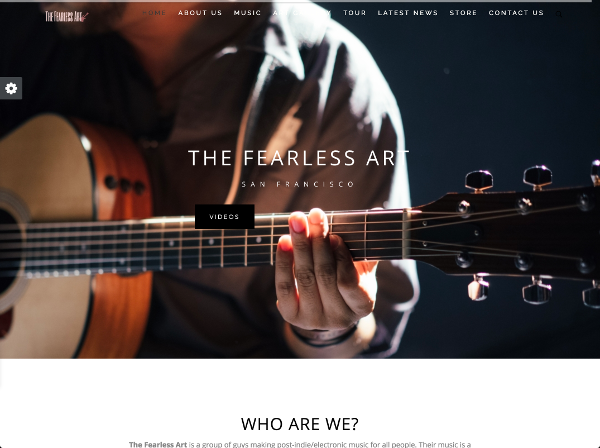 The Fearless Art
HOME ABOUT US MUSIC TOUR LATEST NEWS STORE CONTACT US
THE FEARLESS ART
SAN FRANCISCO
VIDEOS
WHO ARE WE?
The Fearless Art is a group of guys making post-indie/electronic music for all people. Their music is a